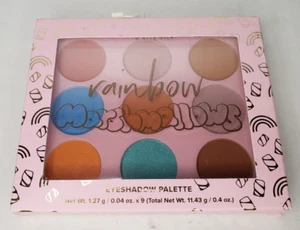 rainbow
marshmallows
EYESHADOW PALETTE
Net Wt. 1.27 g / 0.04 oz x 9 (Total Net Wt. 11.43 g / 0.4 oz.)